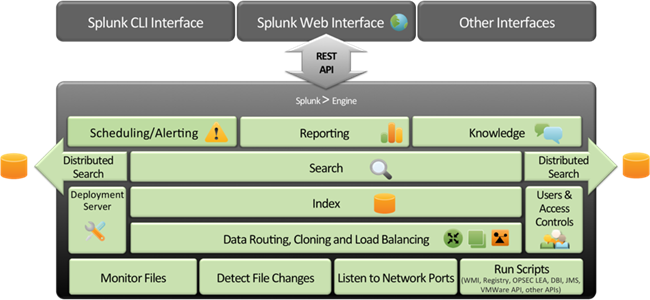 Splunk CLI Interface
Splunk Web Interface
Other Interfaces
REST
API
Splunk > Engine
Scheduling/Alerting
Reporting
Knowledge
Distributed
Search
Search
Distributed
Search
Deployment
Server
Index
Users &
Access
Controls
Data Routing, Cloning and Load Balancing
Monitor Files
Detect File Changes
Listen to Network Ports
Run Scripts
(WMI, Registry, OPSEC LEA, DBI, JMS,
VMWare API, other APIs)